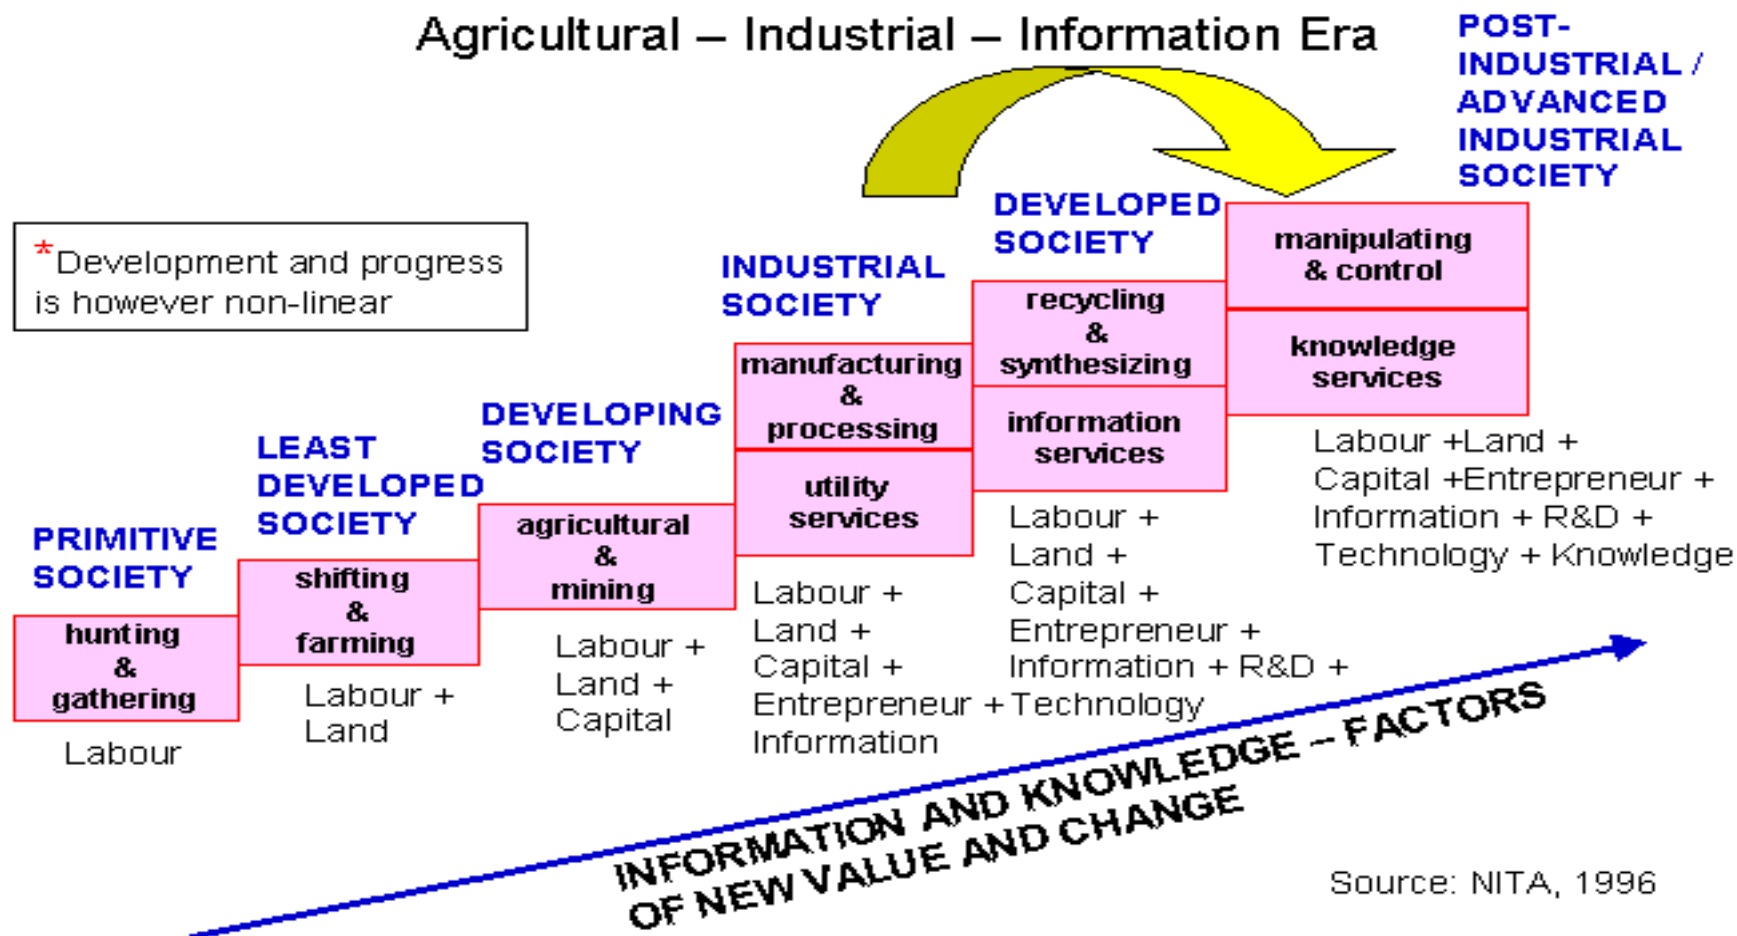 Agricultural – Industrial – Information Era
POST-
INDUSTRIAL /
ADVANCED
INDUSTRIAL
SOCIETY
*Development and progress
is however non-linear
PRIMITIVE
SOCIETY
hunting
&
gathering
Labour
LEAST
DEVELOPED
SOCIETY
shifting
&
farming
Labour +
Land
DEVELOPING
SOCIETY
agricultural
&
mining
Labour +
Land +
Capital
INDUSTRIAL
SOCIETY
manufacturing
&
processing
utility
services
Labour +
Land +
Capital +
Entrepreneur +
Information
DEVELOPED
SOCIETY
recycling
&
synthesizing
information
services
Labour +
Land +
Capital +
Entrepreneur +
Information + R&D +
Technology
manipulating
& control
knowledge
services
Labour +Land +
Capital +Entrepreneur +
Information + R&D +
Technology + Knowledge
INFORMATION AND KNOWLEDGE – FACTORS
OF NEW VALUE AND CHANGE
Source: NITA, 1996